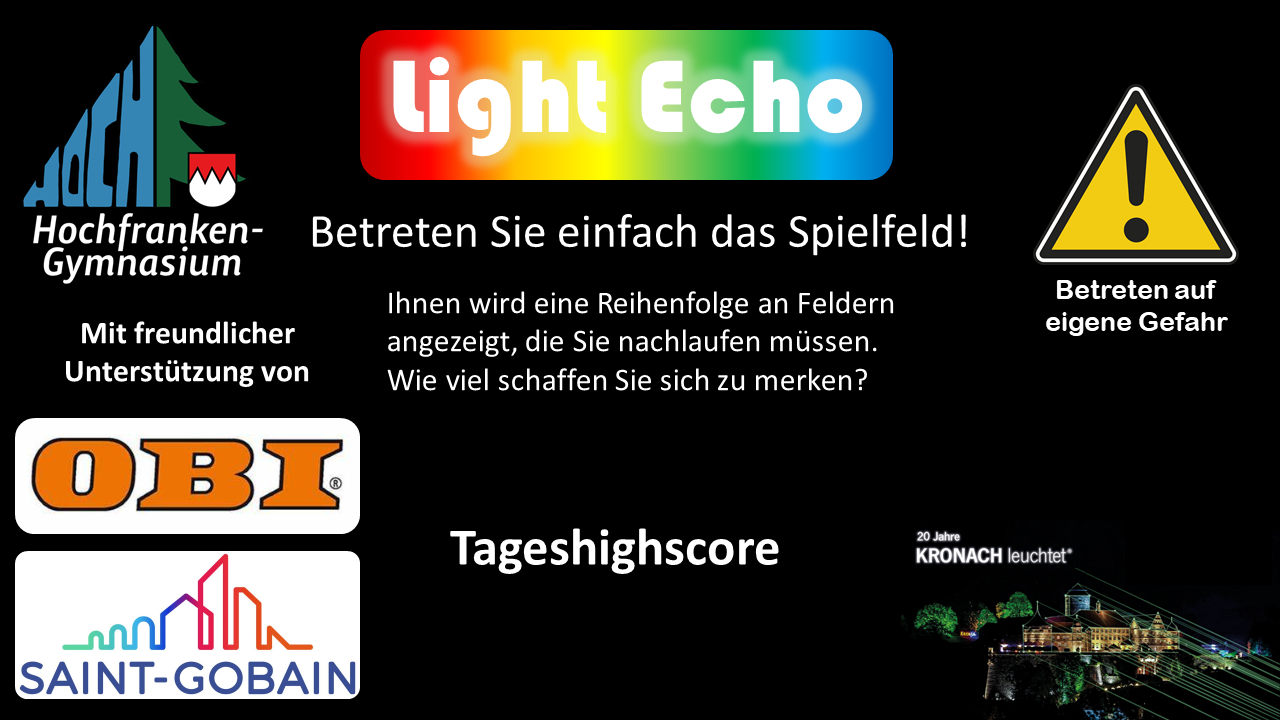 HOCH
Hochfranken-
Gymnasium
Light Echo
Betreten Sie einfach das Spielfeld!
Ihnen wird eine Reihenfolge an Feldern
angezeigt, die Sie nachlaufen müssen.
Wie viel schaffen Sie sich zu merken?
Betreten auf
eigene Gefahr
Mit freundlicher
Unterstützung von
OBI®
SAINT-GOBAIN
Tageshighscore
20 Jahre
KRONACH leuchtet®